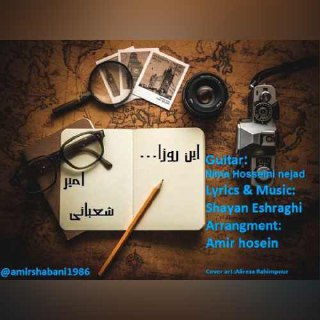 این روزا...
امیر
شعبانی
Guitar:
Nima Hosseini nejad
Lyrics & Music:
Shayan Eshraghi
Arrangment:
Amir hosein
@amirshabani1986
Cover art:Alireza Rahimpour